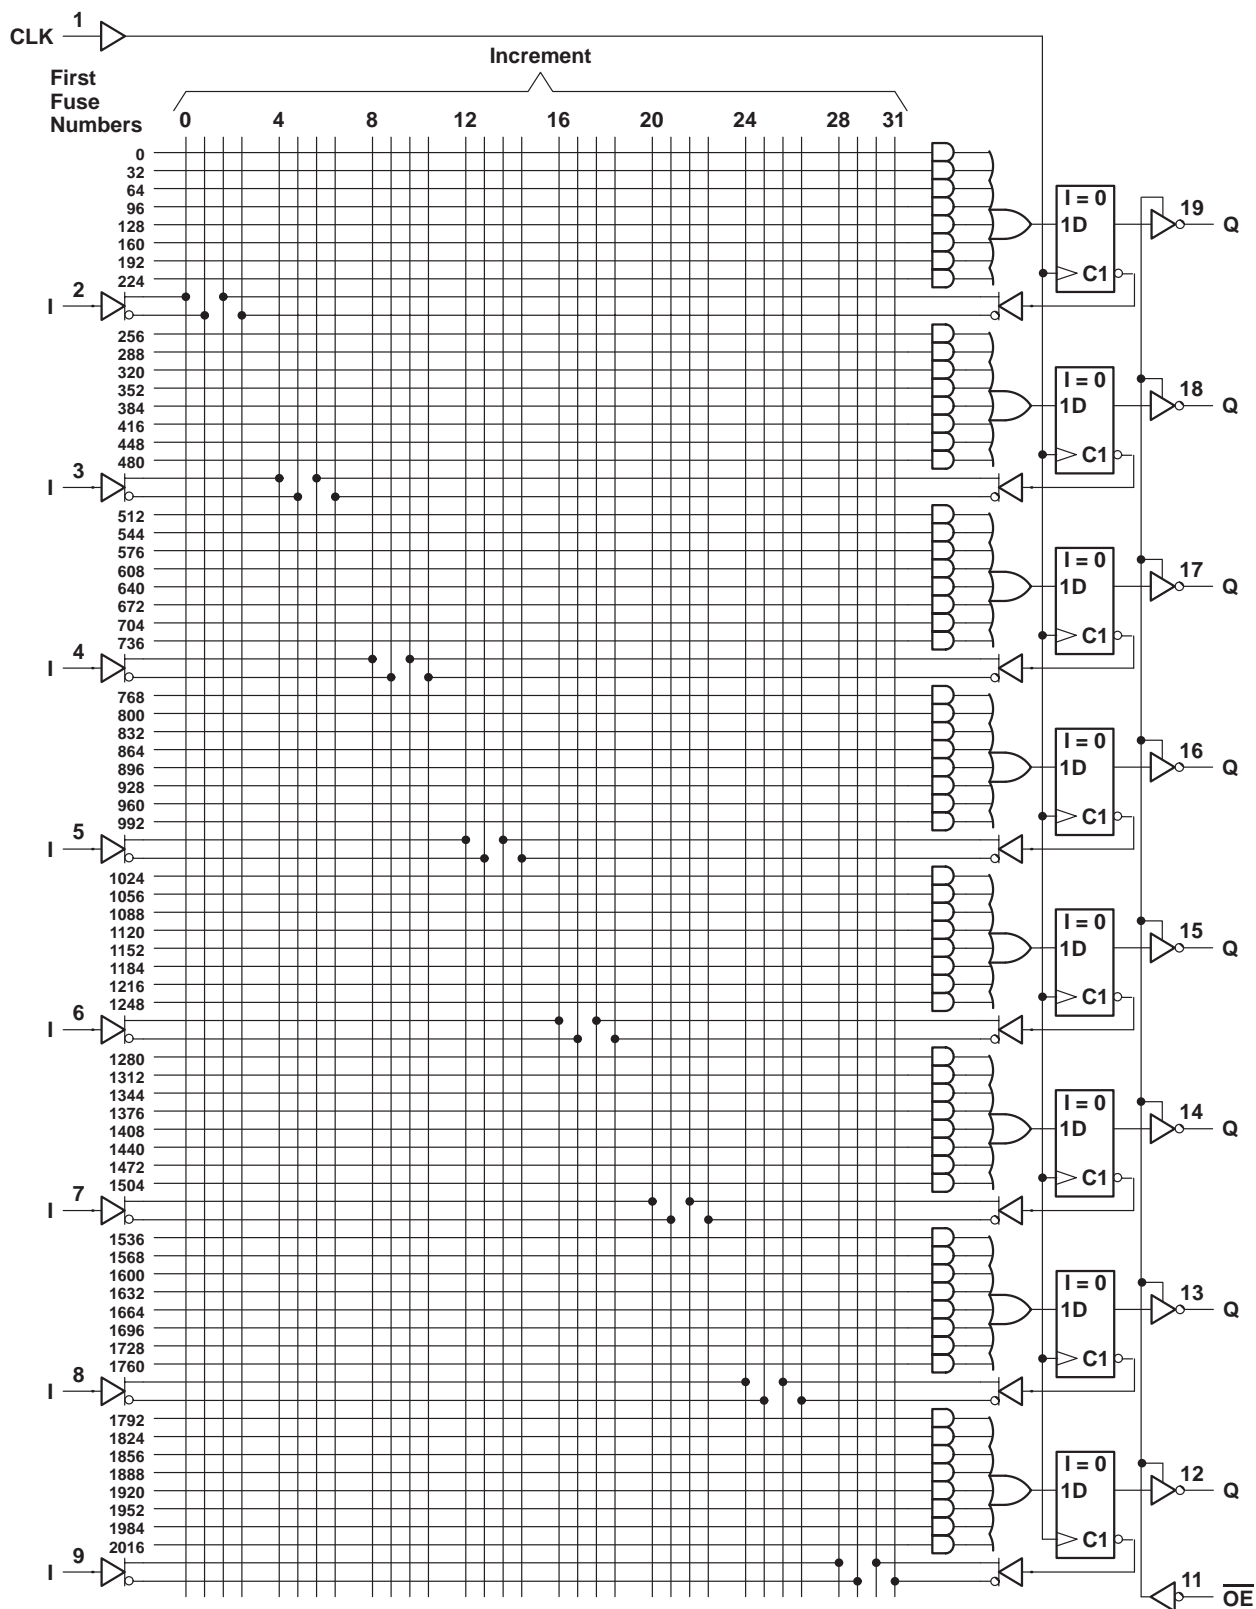 1
CLK
Increment
First
Fuse
Numbers
0 4 8 12 16 20 24 28 31
0
32
64
96
128
160
192
224
I = 0
1D
C1
19
Q
2
I
256
288
320
352
384
416
448
480
I = 0
1D
C1
18
Q
3
I
512
544
576
608
640
672
704
736
I = 0
1D
C1
17
Q
4
I
768
800
832
864
896
928
960
992
I = 0
1D
C1
16
Q
5
I
1024
1056
1088
1120
1152
1184
1216
1248
I = 0
1D
C1
15
Q
6
I
1280
1312
1344
1376
1408
1440
1472
1504
I = 0
1D
C1
14
Q
7
I
1536
1568
1600
1632
1664
1696
1728
1760
I = 0
1D
C1
13
Q
8
I
1792
1824
1856
1888
1920
1952
1984
2016
I = 0
1D
C1
12
Q
9
I
11
OE